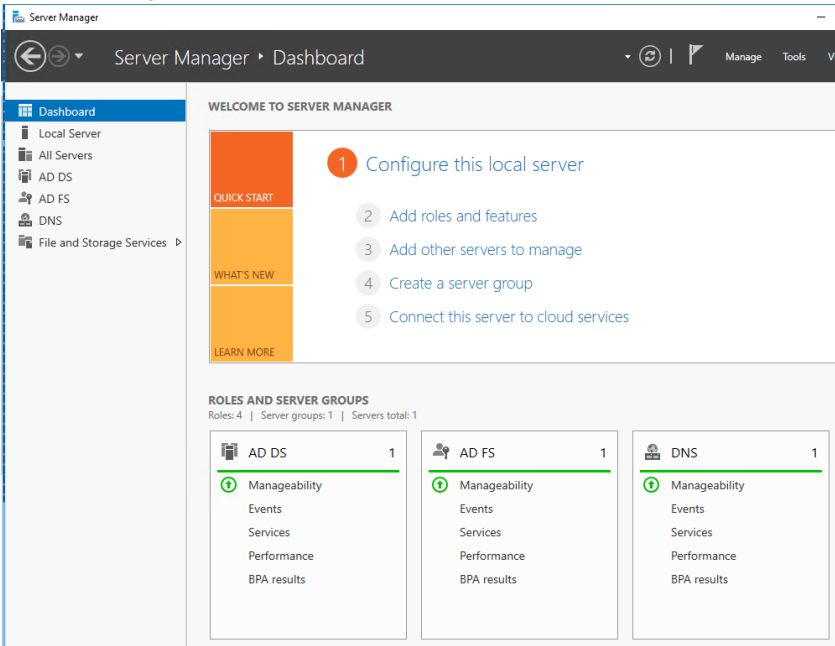 Server Manager
Server Manager • Dashboard
Manage Tools
Dashboard
Local Server
All Servers
AD DS
AD FS
DNS
File and Storage Services
WELCOME TO SERVER MANAGER
QUICK START
WHAT'S NEW
LEARN MORE
1 Configure this local server
2 Add roles and features
3 Add other servers to manage
4 Create a server group
5 Connect this server to cloud services
ROLES AND SERVER GROUPS
Roles: 4 | Server groups: 1 | Servers total: 1
AD DS 1
Manageability
Events
Services
Performance
BPA results
AD FS 1
Manageability
Events
Services
Performance
BPA results
DNS 1
Manageability
Events
Services
Performance
BPA results